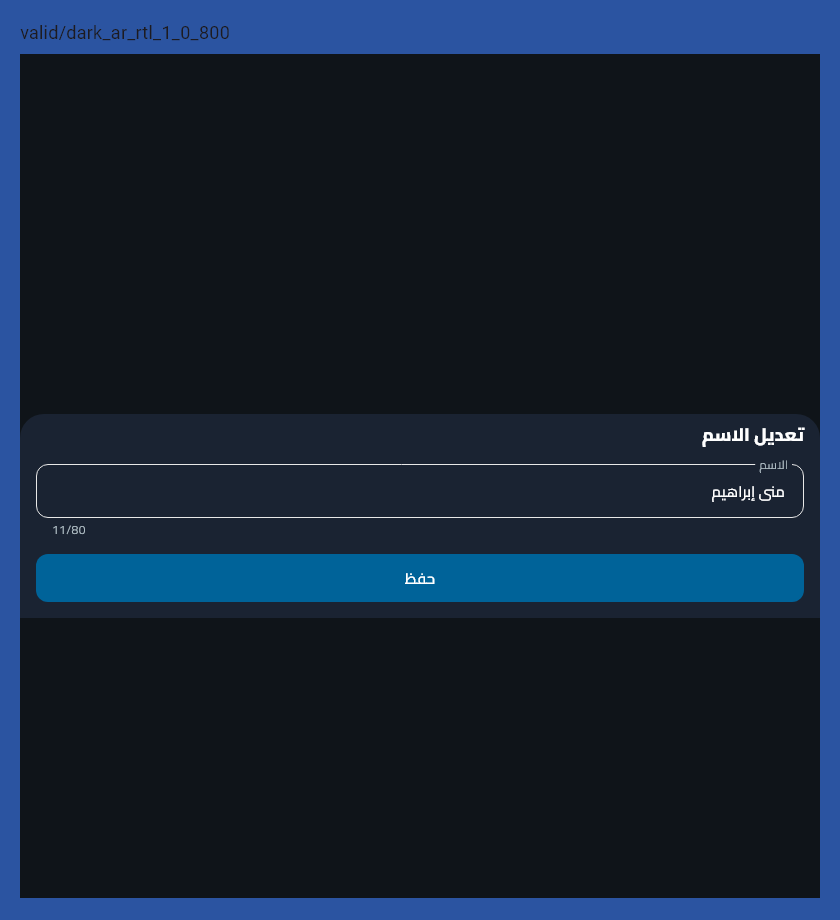 valid/dark_ar_rtl_1_0_800
تعديل الاسم
الاسم
منى إبراهيم
11/80
حفظ